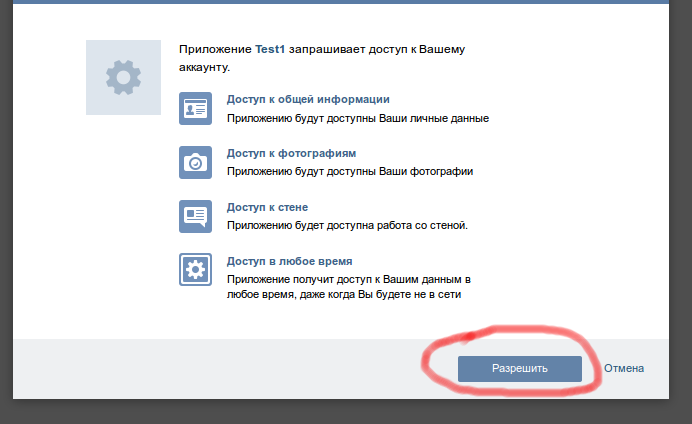 Приложение Test1 запрашивает доступ к Вашему
аккаунту.
Доступ к общей информации
Приложению будут доступны Ваши личные данные
Доступ к фотографиям
Приложению будут доступны Ваши фотографии
Доступ к стене
Приложению будет доступна работа со стеной.
Доступ в любое время
Приложение получит доступ к Вашим данным в
любое время, даже когда Вы будете не в сети
Разрешить
Отмена